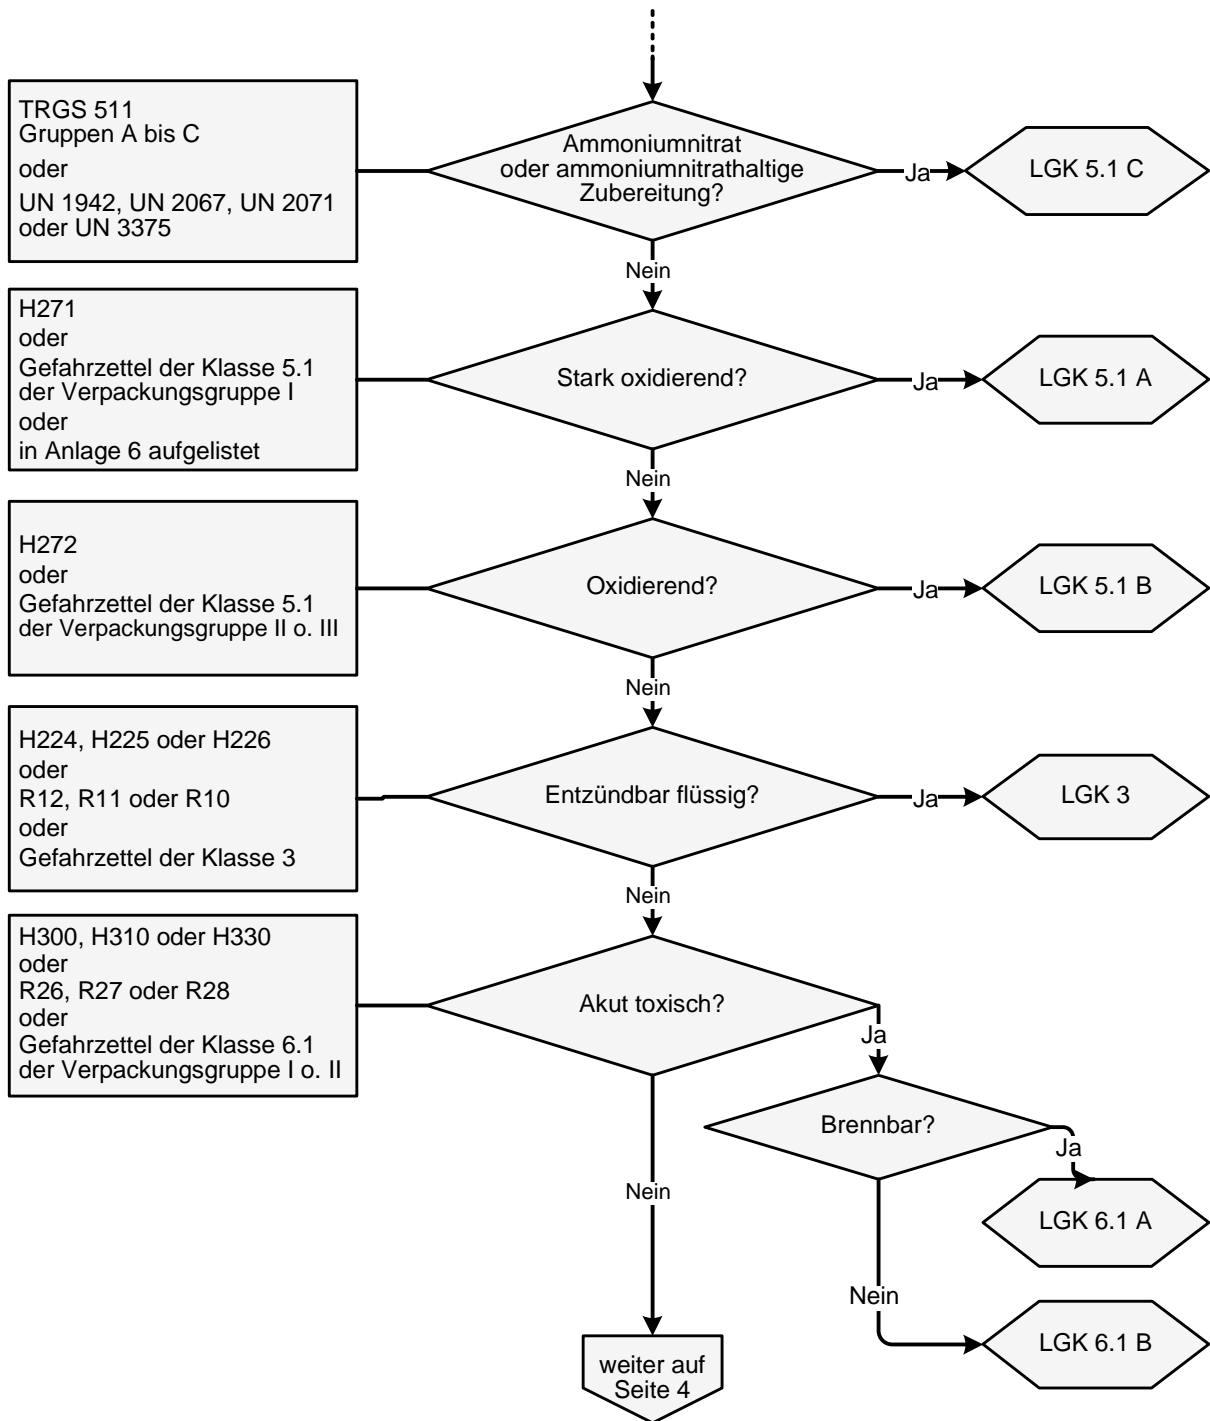 TRGS 511
Gruppen A bis C
oder
UN 1942, UN 2067, UN 2071
oder UN 3375
Ammoniumnitrat
oder ammoniumnitrathaltige
Zubereitung?
Ja
LGK 5.1 C
Nein
H271
oder
Gefahrzettel der Klasse 5.1
der Verpackungsgruppe I
oder
in Anlage 6 aufgelistet
Stark oxidierend?
Ja
LGK 5.1 A
Nein
H272
oder
Gefahrzettel der Klasse 5.1
der Verpackungsgruppe II o. III
Oxidierend?
Ja
LGK 5.1 B
Nein
H224, H225 oder H226
oder
R12, R11 oder R10
oder
Gefahrzettel der Klasse 3
Entzündbar flüssig?
Ja
LGK 3
Nein
H300, H310 oder H330
oder
R26, R27 oder R28
oder
Gefahrzettel der Klasse 6.1
der Verpackungsgruppe I o. II
Akut toxisch?
Ja
Brennbar?
Ja
LGK 6.1 A
Nein
LGK 6.1 B
Nein
weiter auf
Seite 4